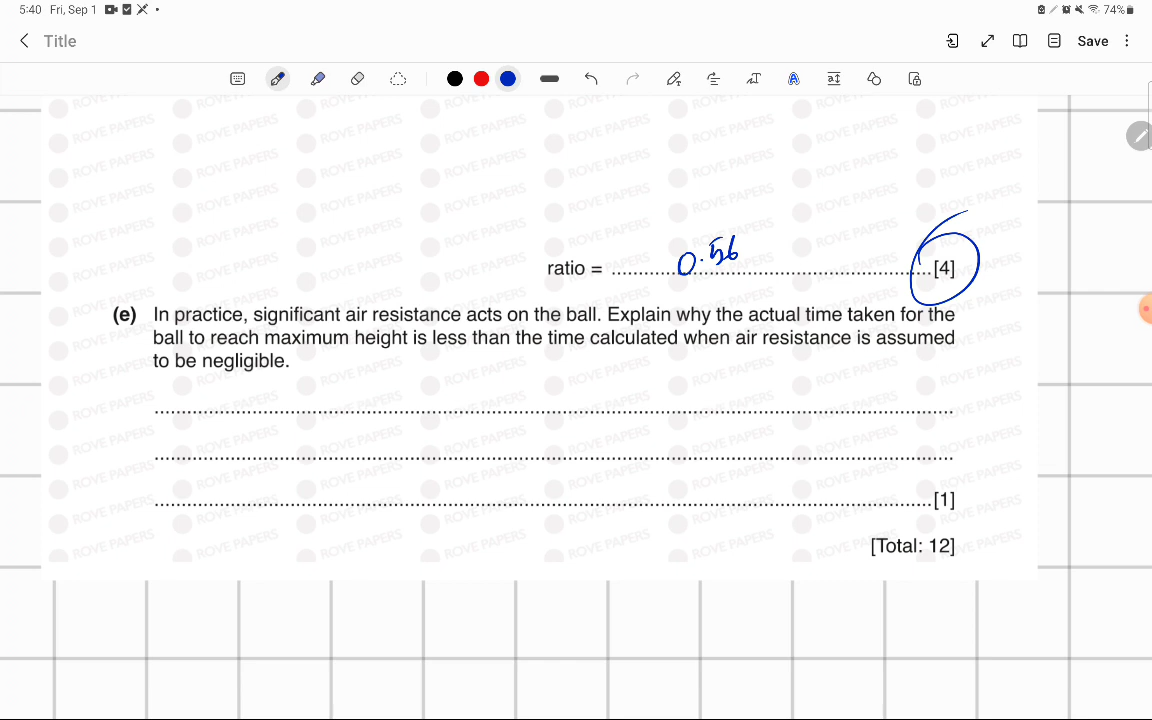 5:40 Fri, Sep 1 74%
Title
Save
ROVE PAPERS
ratio = 0.56 [4]
(e) In practice, significant air resistance acts on the ball. Explain why the actual time taken for the
ball to reach maximum height is less than the time calculated when air resistance is assumed
to be negligible.
[1]
[Total: 12]